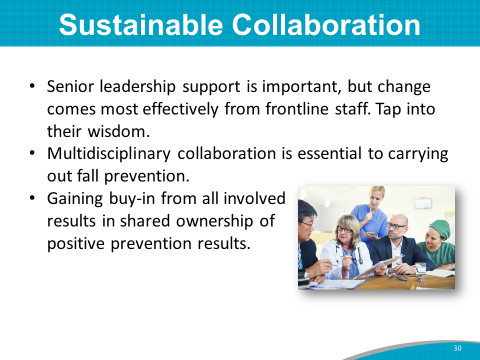 Sustainable Collaboration
• Senior leadership support is important, but change
comes most effectively from frontline staff. Tap into
their wisdom.
• Multidisciplinary collaboration is essential to carrying
out fall prevention.
• Gaining buy-in from all involved
results in shared ownership of
positive prevention results.
30